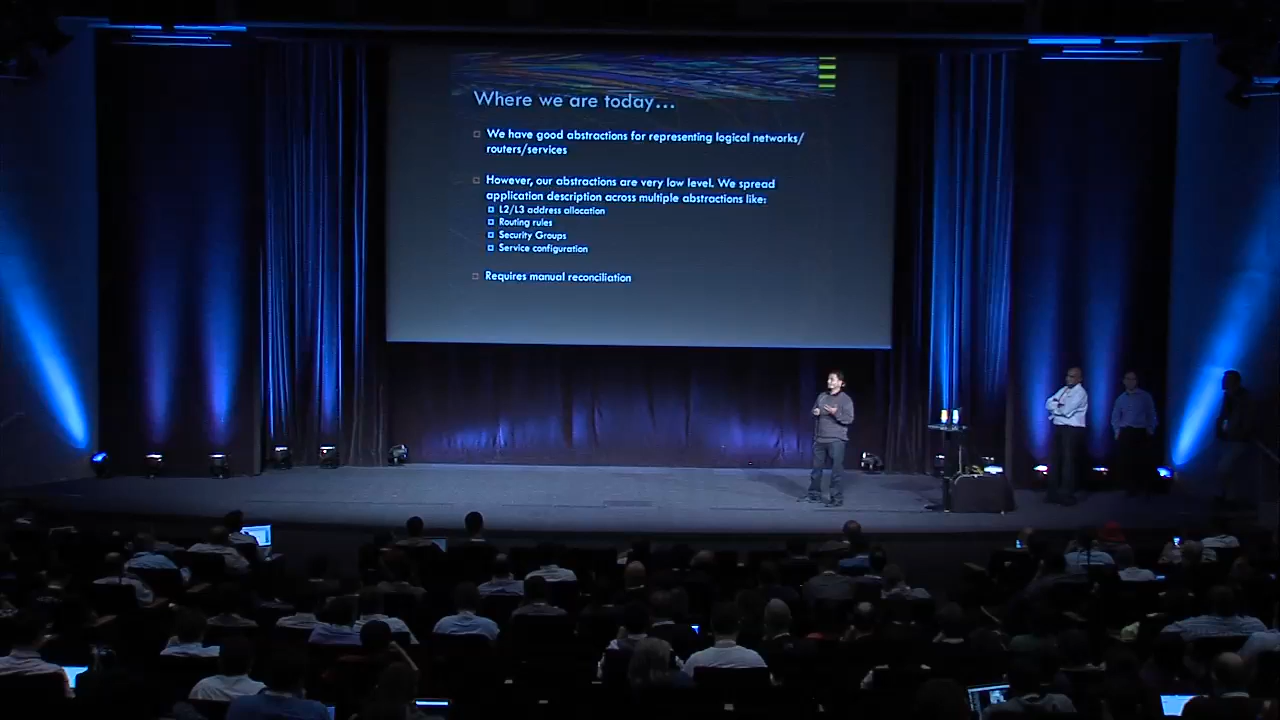 Where we are today...
We have good abstractions for representing logical networks/
routers/services
However, our abstractions are very low level. We spread
application description across multiple abstractions like:
L2/L3 address allocation
Routing rules
Security Groups
Service configuration
Requires manual reconciliation